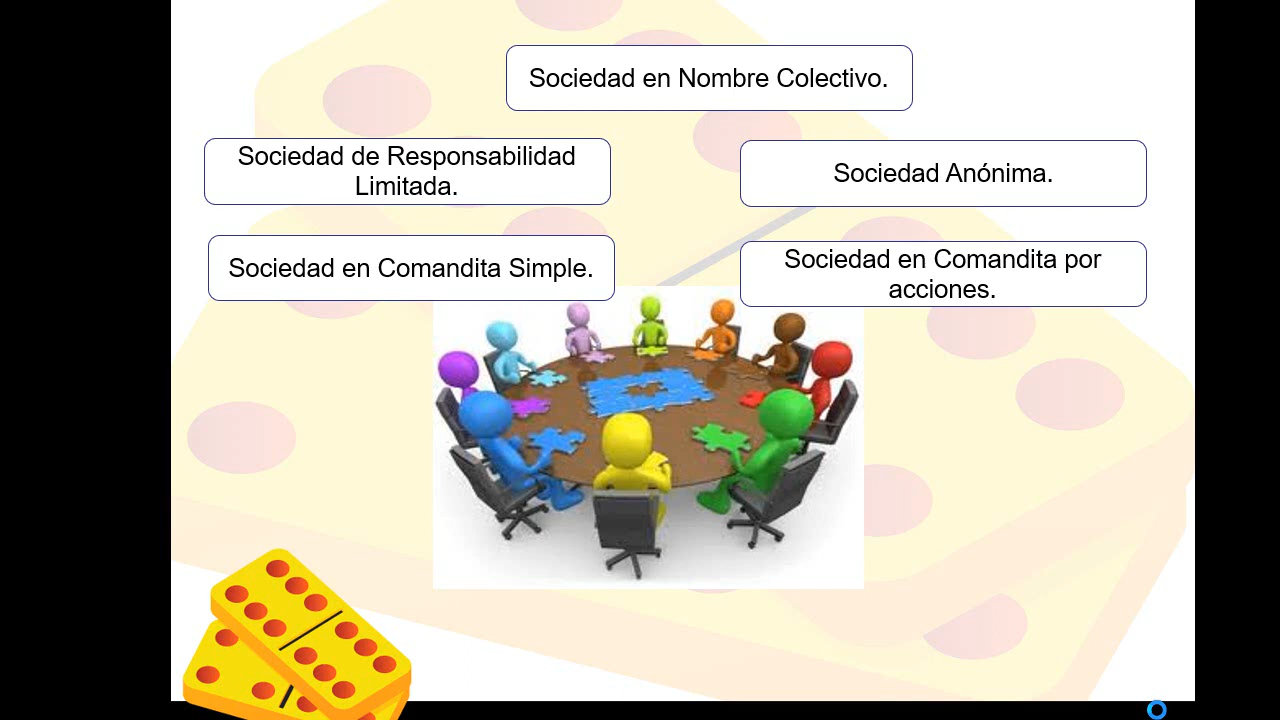 Sociedad en Nombre Colectivo.
Sociedad de Responsabilidad
Limitada.
Sociedad Anónima.
Sociedad en Comandita Simple.
Sociedad en Comandita por
acciones.